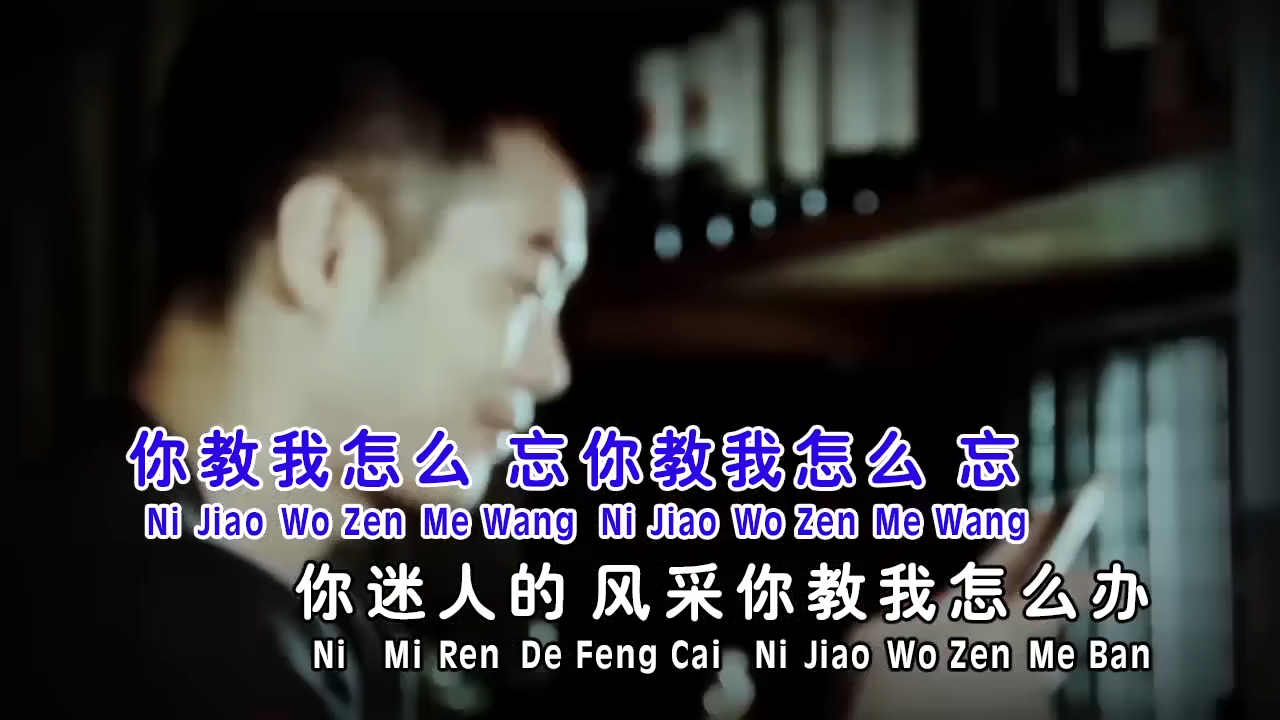 你教我怎么 忘你教我怎么 忘
Ni Jiao Wo Zen Me Wang Ni Jiao Wo Zen Me Wang
你迷人的 风采你教我怎么办
Ni Mi Ren De Feng Cai Ni Jiao Wo Zen Me Ban